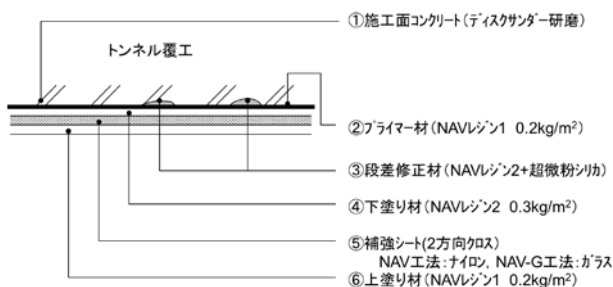 ①施工面コンクリート(ディスクサンダー研磨)
トンネル覆工
②プライマー材(NAVレジン1 0.2kg/m²)
③段差修正材(NAVレジン2+超微粉シリカ)
④下塗り材(NAVレジン2 0.3kg/m²)
⑤補強シート(2方向クロス)
NAV工法:ナイロン, NAV-G工法:ガラス
⑥上塗り材(NAVレジン1 0.2kg/m²)